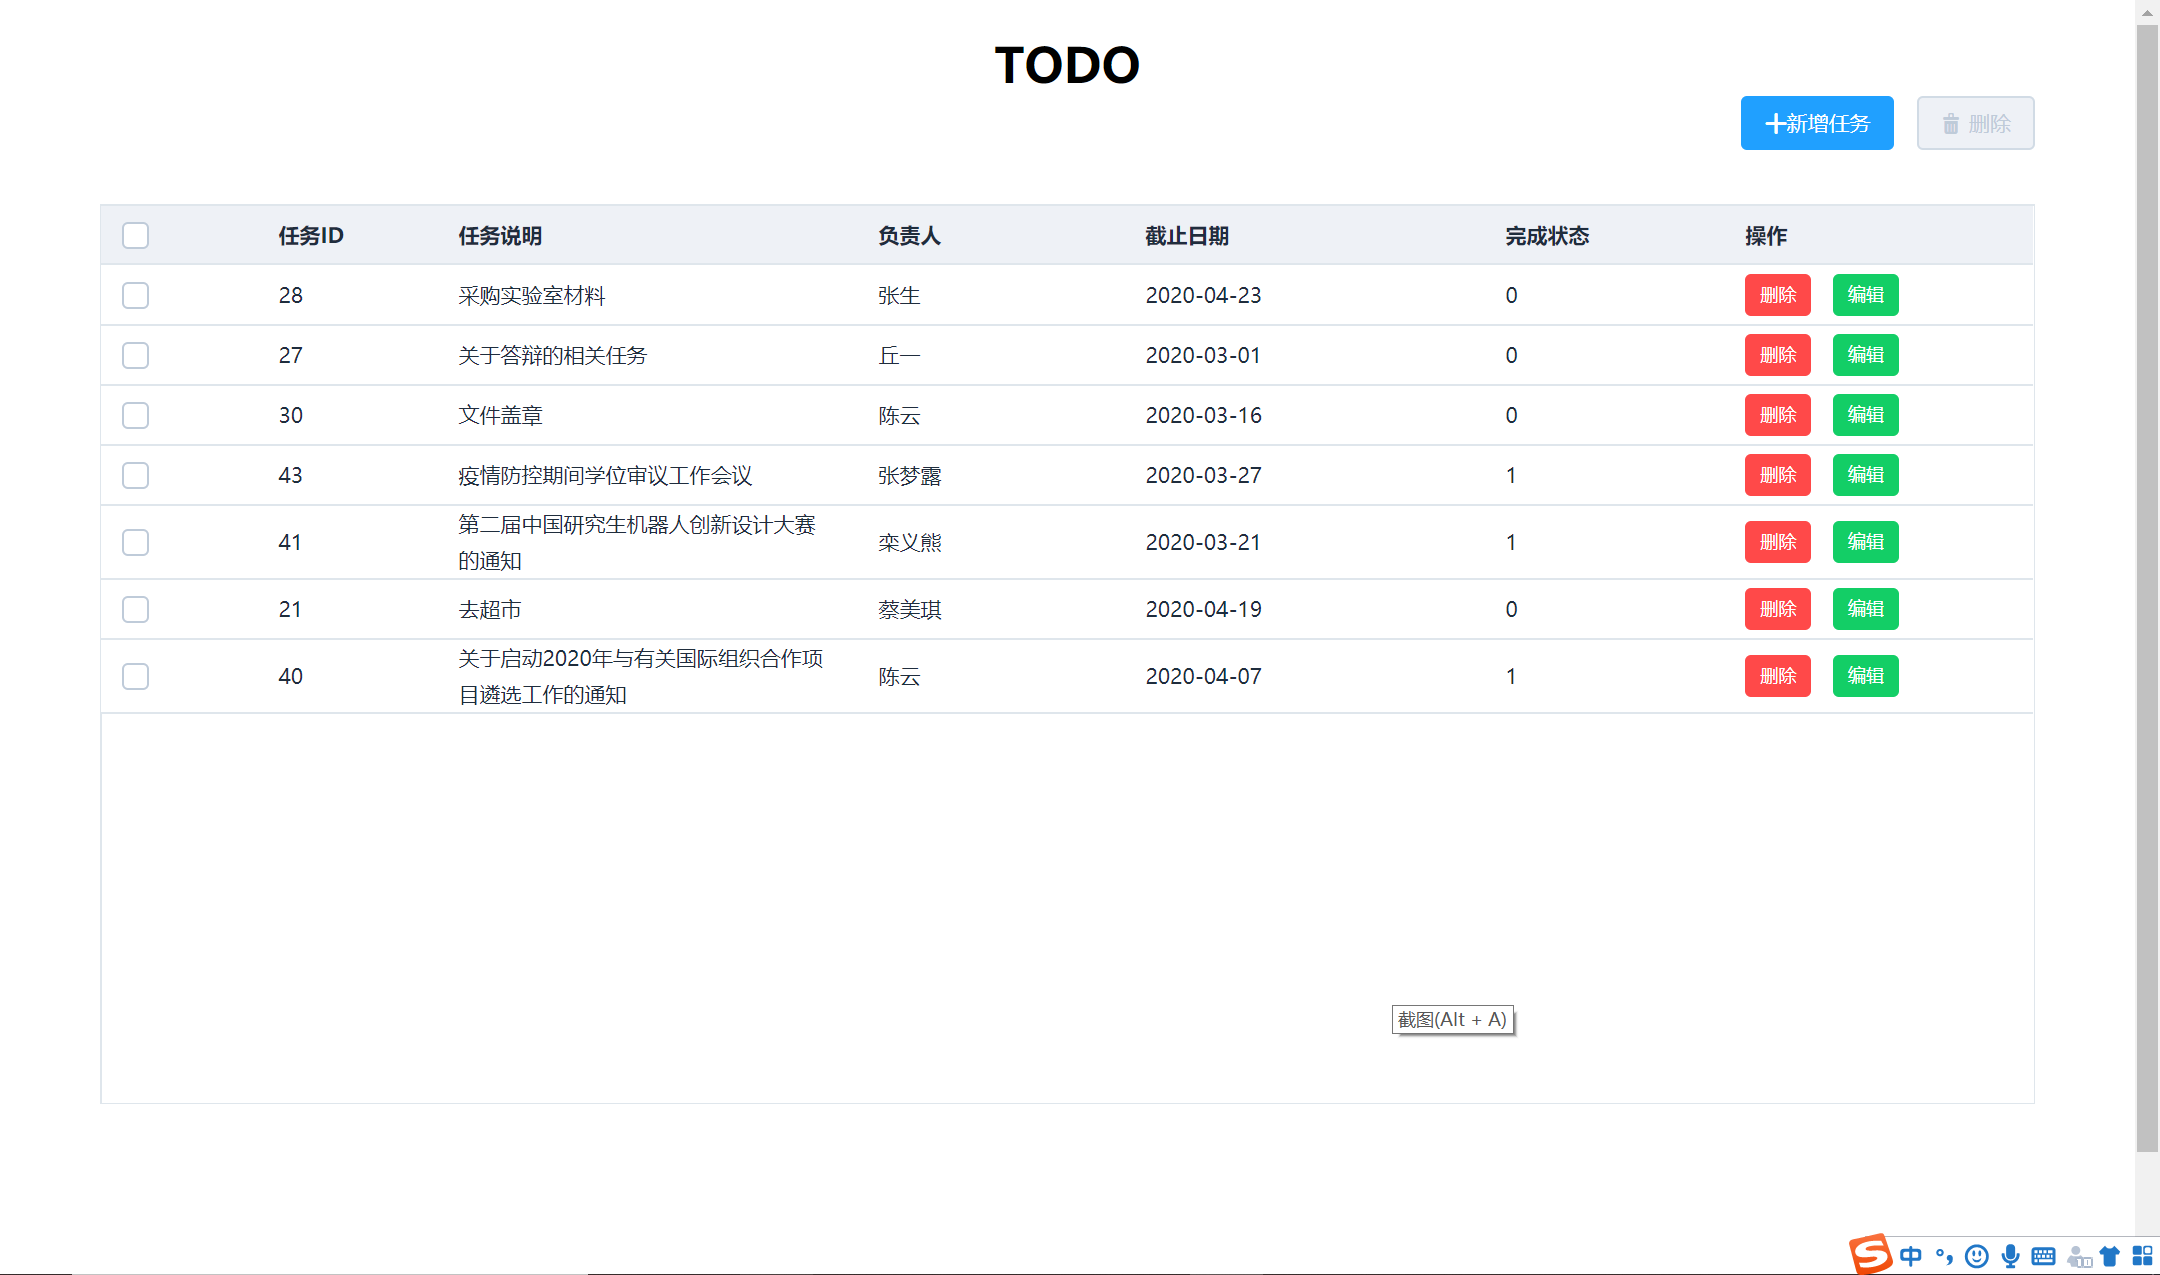 TODO
新增任务 删除
任务ID 任务说明 负责人 截止日期 完成状态 操作
28 采购实验室材料 张生 2020-04-23 0 删除 编辑
27 关于答辩的相关任务 丘一 2020-03-01 0 删除 编辑
30 文件盖章 陈云 2020-03-16 0 删除 编辑
43 疫情防控期间学位审议工作会议 张梦露 2020-03-27 1 删除 编辑
第二届中国研究生机器人创新设计大赛
41 栾义熊 2020-03-21 1 删除 编辑
的通知
21 去超市 蔡美琪 2020-04-19 0 删除 编辑
关于启动2020年与有关国际组织合作项
40 陈云 2020-04-07 1 删除 编辑
目遴选工作的通知
截图(Alt + A)
S 中